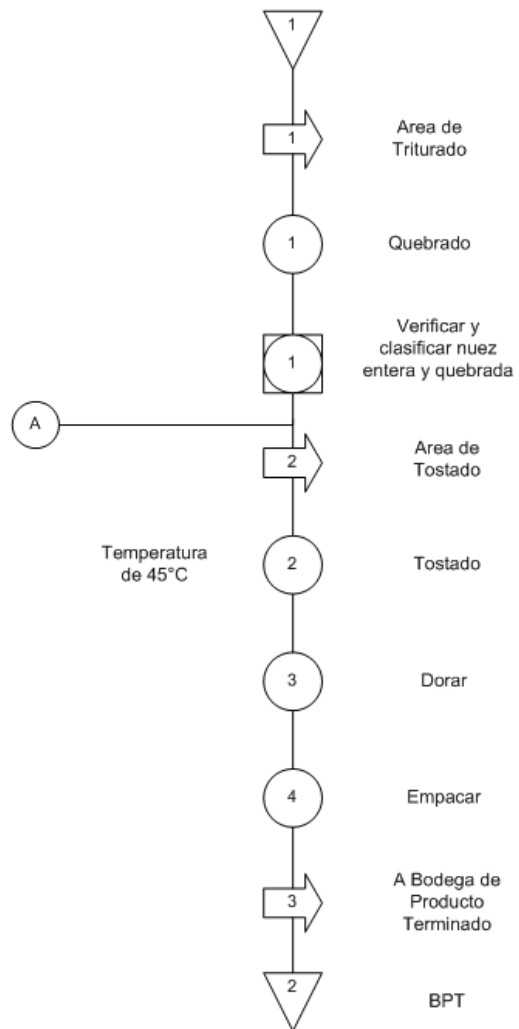 1
1
Area de
Triturado
1
Quebrado
1
Verificar y
clasificar nuez
entera y quebrada
A
2
Area de
Tostado
Temperatura
de 45°C
2
Tostado
3
Dorar
4
Empacar
3
A Bodega de
Producto
Terminado
2
BPT